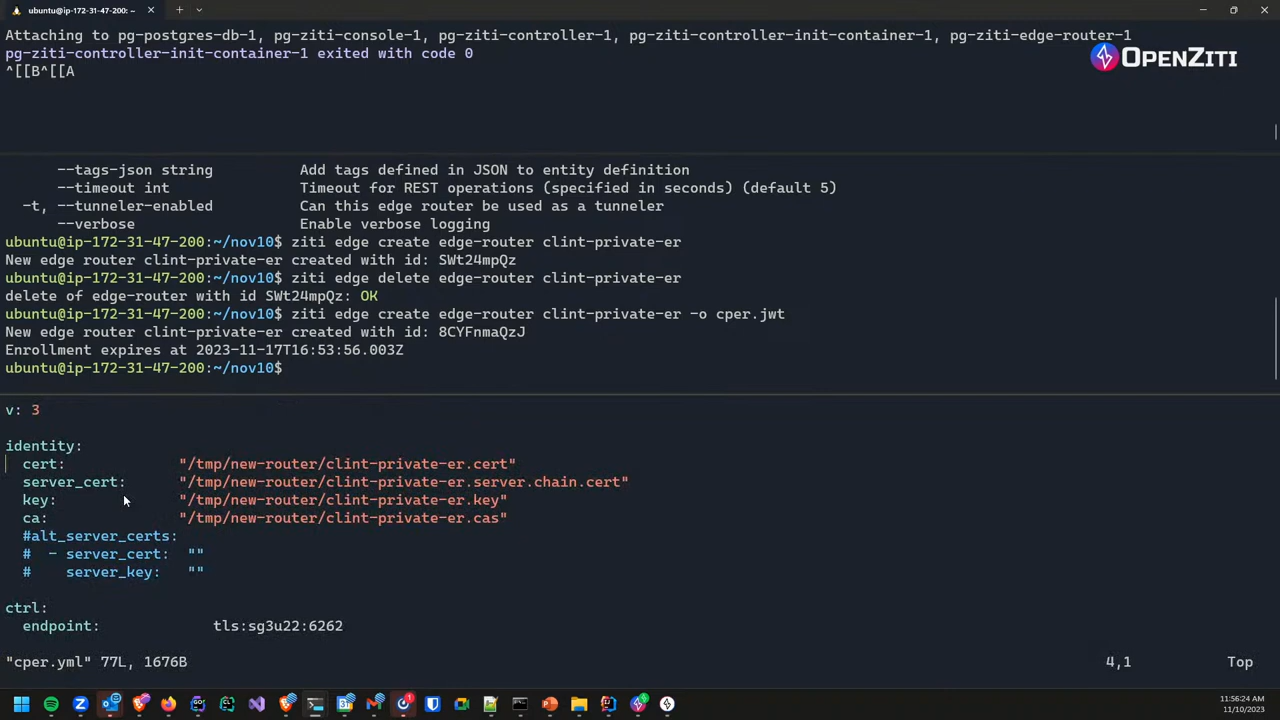 ubuntu@ip-172-31-47-200: ~
Attaching to pg-postgres-db-1, pg-ziti-console-1, pg-ziti-controller-1, pg-ziti-controller-init-container-1, pg-ziti-edge-router-1
pg-ziti-controller-init-container-1 exited with code 0
^[[B^[[A
OPENZITI
--tags-json string Add tags defined in JSON to entity definition
--timeout int Timeout for REST operations (specified in seconds) (default 5)
-t, --tunneler-enabled Can this edge router be used as a tunneler
--verbose Enable verbose logging
ubuntu@ip-172-31-47-200:~/nov10$ ziti edge create edge-router clint-private-er
New edge router clint-private-er created with id: SWt24mpQz
ubuntu@ip-172-31-47-200:~/nov10$ ziti edge delete edge-router clint-private-er
delete of edge-router with id SWt24mpQz: OK
ubuntu@ip-172-31-47-200:~/nov10$ ziti edge create edge-router clint-private-er -o cper.jwt
New edge router clint-private-er created with id: 8CYFnmaQzJ
Enrollment expires at 2023-11-17T16:53:56.003Z
ubuntu@ip-172-31-47-200:~/nov10$
v: 3
identity:
cert: "/tmp/new-router/clint-private-er.cert"
server_cert: "/tmp/new-router/clint-private-er.server.chain.cert"
key: "/tmp/new-router/clint-private-er.key"
ca: "/tmp/new-router/clint-private-er.cas"
#alt_server_certs:
# - server_cert: ""
# server_key: ""
ctrl:
endpoint: tls:sg3u22:6262
"cper.yml" 77L, 1676B 4,1 Top
11:56:24 AM
11/10/2023